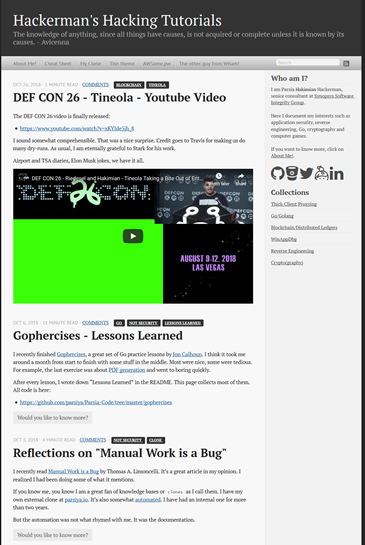 Hackerman's Hacking Tutorials
The knowledge of anything, since all things have causes, is not acquired or complete unless it is known by its
causes. - Avicenna
About Me! Cheat Sheet My Clone This Theme AWSome.pw The other guy from Wham! Search
OCT 26, 2018 - 1 MINUTE READ - COMMENTS BLOCKCHAIN TINEOLA
DEF CON 26 - Tineola - Youtube Video
The DEF CON 26 video is finally released:
I sound somewhat comprehensible. That was a nice surprise. Credit goes to Travis for making us do
many dry-runs. As usual, I am eternally grateful to Stark for his work.
Airport and TSA diaries, Elon Musk jokes, we have it all.
DEF CON 26 - Riedesel and Hakimian - Tineola Taking a Bite Out of Ent...
DEFCON
26
AUGUST 9-12, 2018
LAS VEGAS
OCT 6, 2018 - 21 MINUTE READ - COMMENTS GO NOT SECURITY LESSONS LEARNED
Gophercises - Lessons Learned
I recently finished Gophercises, a great set of Go practice lessons by Jon Calhoun. I think it took me
around a month from start to finish with some stuff in the middle. Most were nice, some were tedious.
For example, the last exercise was about PDF generation and went to boring quickly.
After every lesson, I wrote down "Lessons Learned" in the README. This page collects most of them.
All code is here:
• https://github.com/parsiya/Parsia-Code/tree/master/gophercises
Would you like to know more?
OCT 3, 2018 - 4 MINUTE READ - COMMENTS NOT SECURITY CLONE
Reflections on "Manual Work is a Bug"
I recently read Manual Work is a Bug by Thomas A. Limoncelli. It's a great article in my opinion. I
realized I had been doing some of what it mentions.
If you know me, you know I am a great fan of knowledge bases or clones as I call them. I have my
own external clone at parsiya.io. It's also somewhat automated. I have had an internal one for more
than two years.
But the automation was not what rhymed with me. It was the documentation.
Would you like to know more?
Who am I?
I am Parsia Hakimian Hackerman,
senior consultant at Synopsys Software
Integrity Group.
Here I document my interests such as
application security, reverse
engineering, Go, cryptography and
computer games.
If you want to know more, click on
About Me!.
Collections
Thick Client Proxying
Go/Golang
Blockchain/Distributed Ledgers
WinAppDbg
Reverse Engineering
Crypto(graphy)